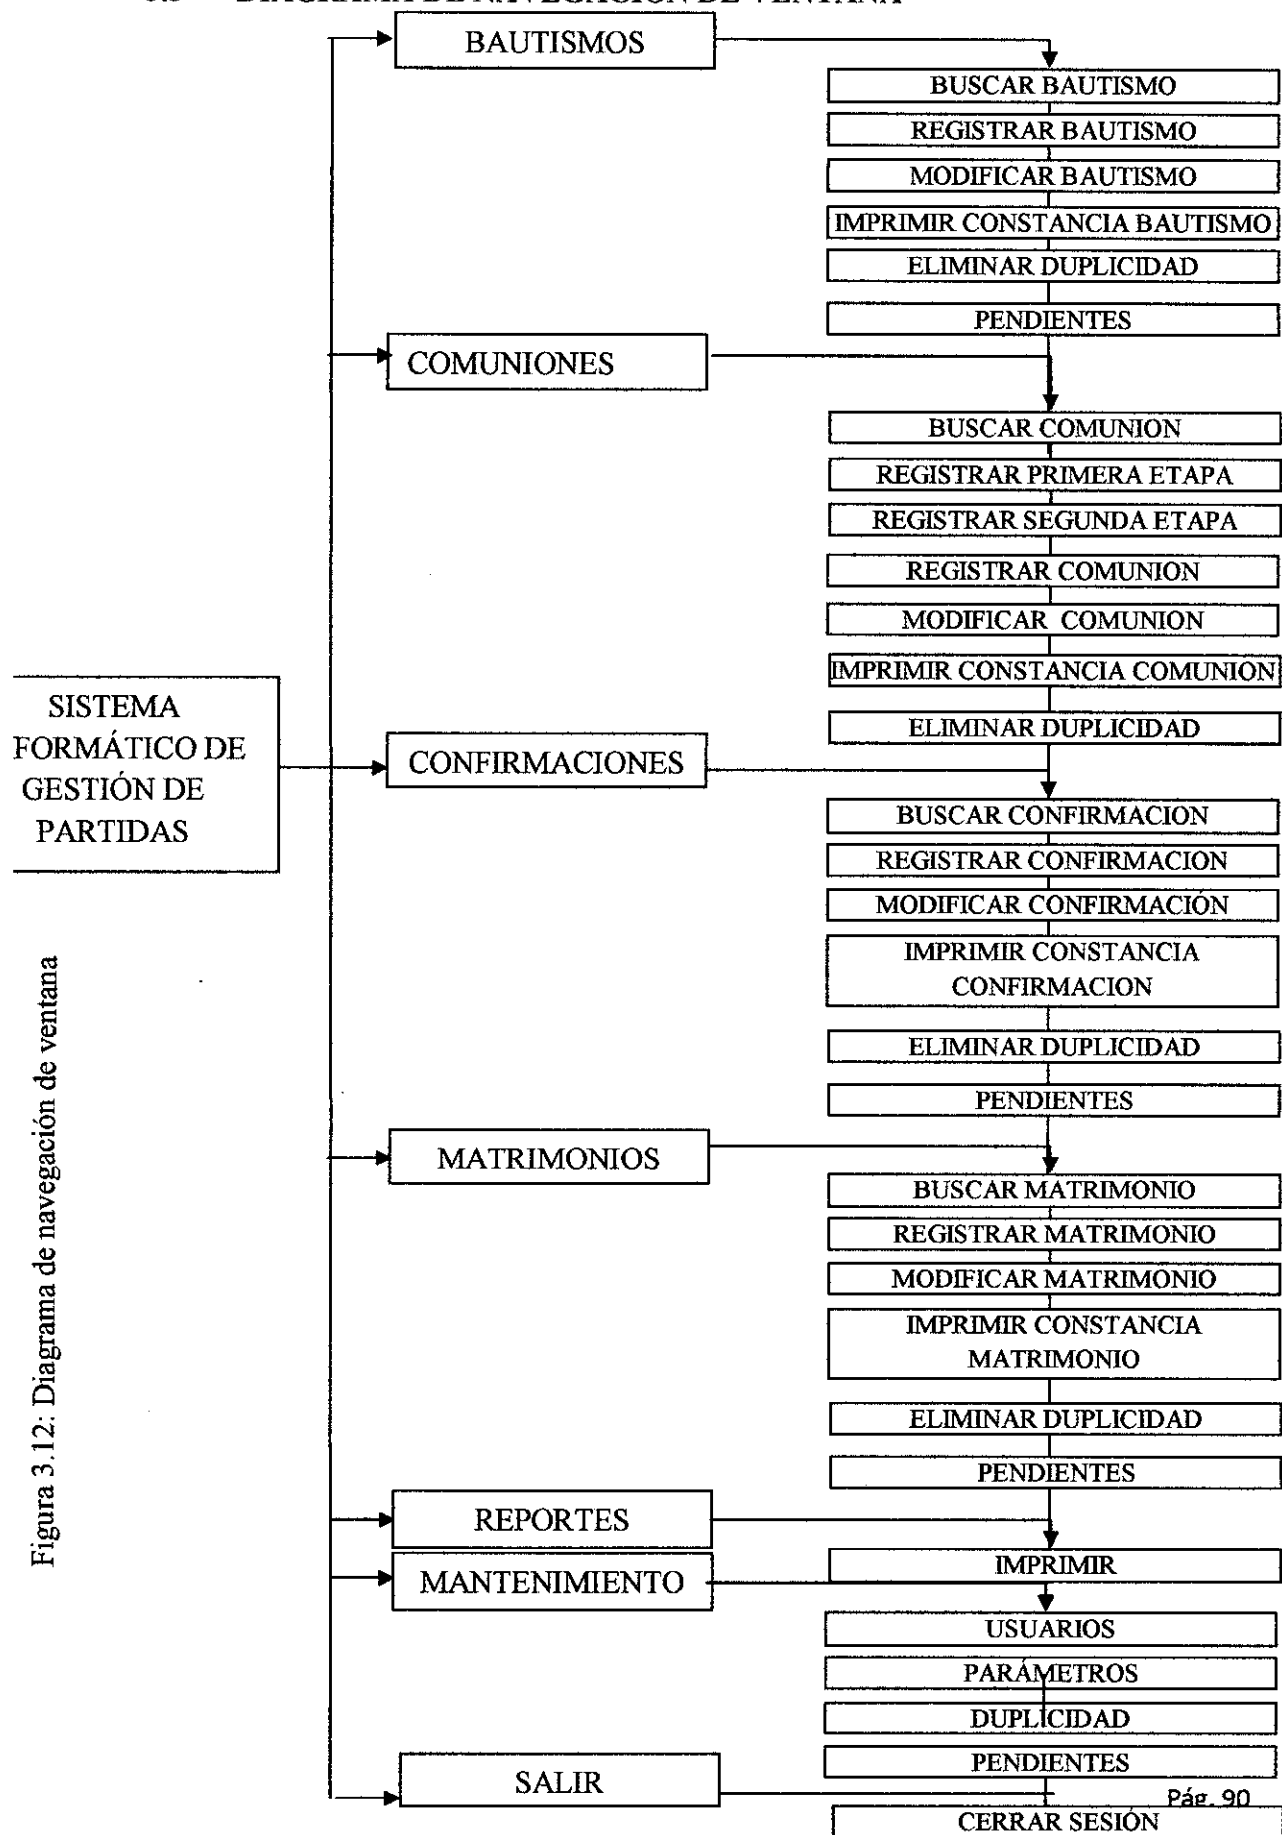 BAUTISMOS
BUSCAR BAUTISMO
REGISTRAR BAUTISMO
MODIFICAR BAUTISMO
IMPRIMIR CONSTANCIA BAUTISMO
ELIMINAR DUPLICIDAD
PENDIENTES
COMUNIONES
BUSCAR COMUNION
REGISTRAR PRIMERA ETAPA
REGISTRAR SEGUNDA ETAPA
REGISTRAR COMUNION
MODIFICAR COMUNION
IMPRIMIR CONSTANCIA COMUNION
ELIMINAR DUPLICIDAD
SISTEMA
FORMÁTICO DE
GESTIÓN DE
PARTIDAS
CONFIRMACIONES
BUSCAR CONFIRMACION
REGISTRAR CONFIRMACION
MODIFICAR CONFIRMACIÓN
IMPRIMIR CONSTANCIA
CONFIRMACION
ELIMINAR DUPLICIDAD
PENDIENTES
MATRIMONIOS
BUSCAR MATRIMONIO
REGISTRAR MATRIMONIO
MODIFICAR MATRIMONIO
IMPRIMIR CONSTANCIA
MATRIMONIO
ELIMINAR DUPLICIDAD
PENDIENTES
REPORTES
IMPRIMIR
MANTENIMIENTO
USUARIOS
PARÁMETROS
DUPLICIDAD
PENDIENTES
SALIR
CERRAR SESIÓN
Pág. 90
Figura 3.12: Diagrama de navegación de ventana